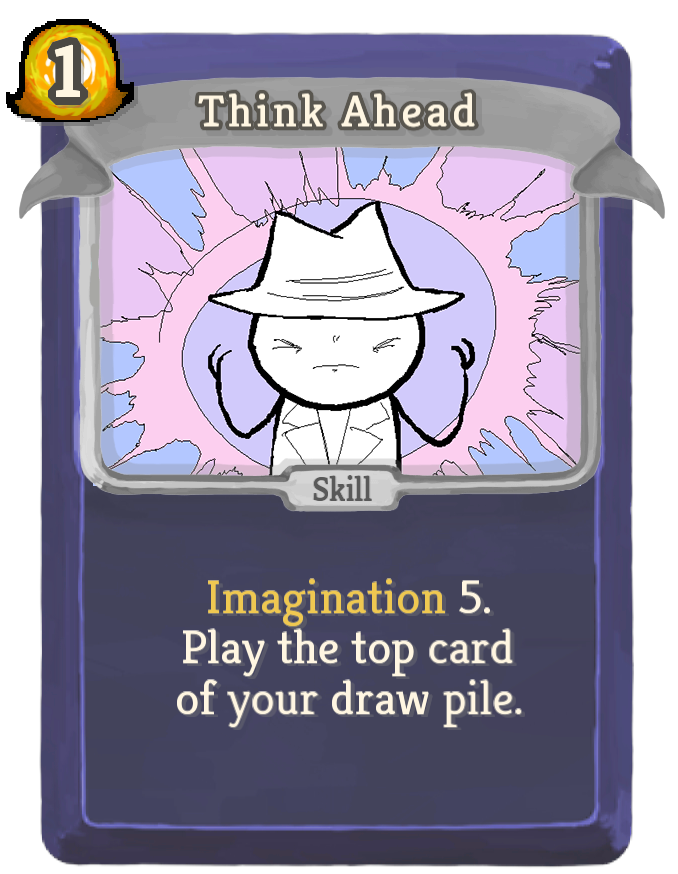 1
Think Ahead
Skill
Imagination 5.
Play the top card
of your draw pile.